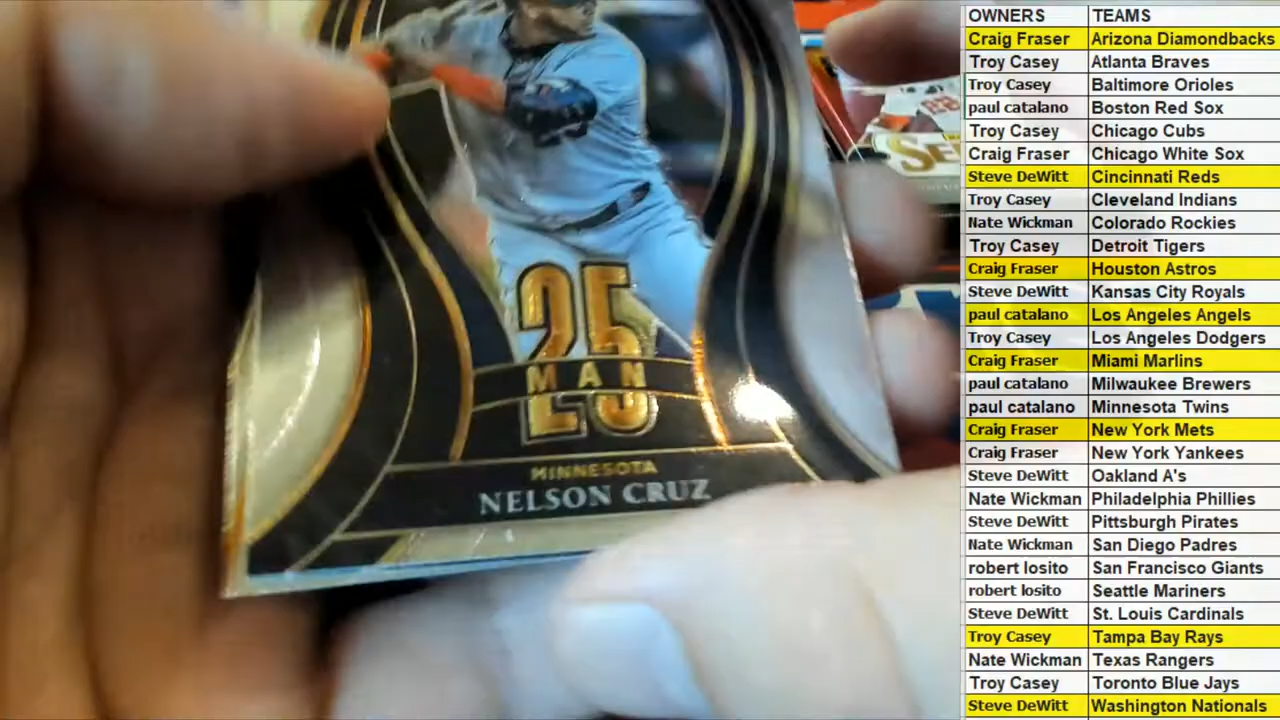 25
MAN
MINNESOTA
NELSON CRUZ
OWNERS TEAMS
Craig Fraser Arizona Diamondbacks
Troy Casey Atlanta Braves
Troy Casey Baltimore Orioles
paul catalano Boston Red Sox
Troy Casey Chicago Cubs
Craig Fraser Chicago White Sox
Steve DeWitt Cincinnati Reds
Troy Casey Cleveland Indians
Nate Wickman Colorado Rockies
Troy Casey Detroit Tigers
Craig Fraser Houston Astros
Steve DeWitt Kansas City Royals
paul catalano Los Angeles Angels
Troy Casey Los Angeles Dodgers
Craig Fraser Miami Marlins
paul catalano Milwaukee Brewers
paul catalano Minnesota Twins
Craig Fraser New York Mets
Craig Fraser New York Yankees
Steve DeWitt Oakland A's
Nate Wickman Philadelphia Phillies
Steve DeWitt Pittsburgh Pirates
Nate Wickman San Diego Padres
robert losito San Francisco Giants
robert losito Seattle Mariners
Steve DeWitt St. Louis Cardinals
Troy Casey Tampa Bay Rays
Nate Wickman Texas Rangers
Troy Casey Toronto Blue Jays
Steve DeWitt Washington Nationals